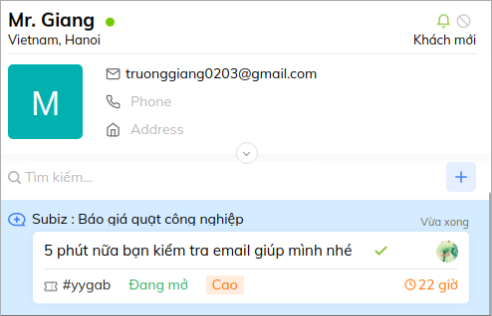 Mr. Giang
Vietnam, Hanoi
Khách mới
M
truonggiang0203@gmail.com
Phone
Address
Tìm kiếm...
Subiz : Báo giá quạt công nghiệp
Vừa xong
5 phút nữa bạn kiểm tra email giúp mình nhé
#yygab Đang mở Cao 22 giờ